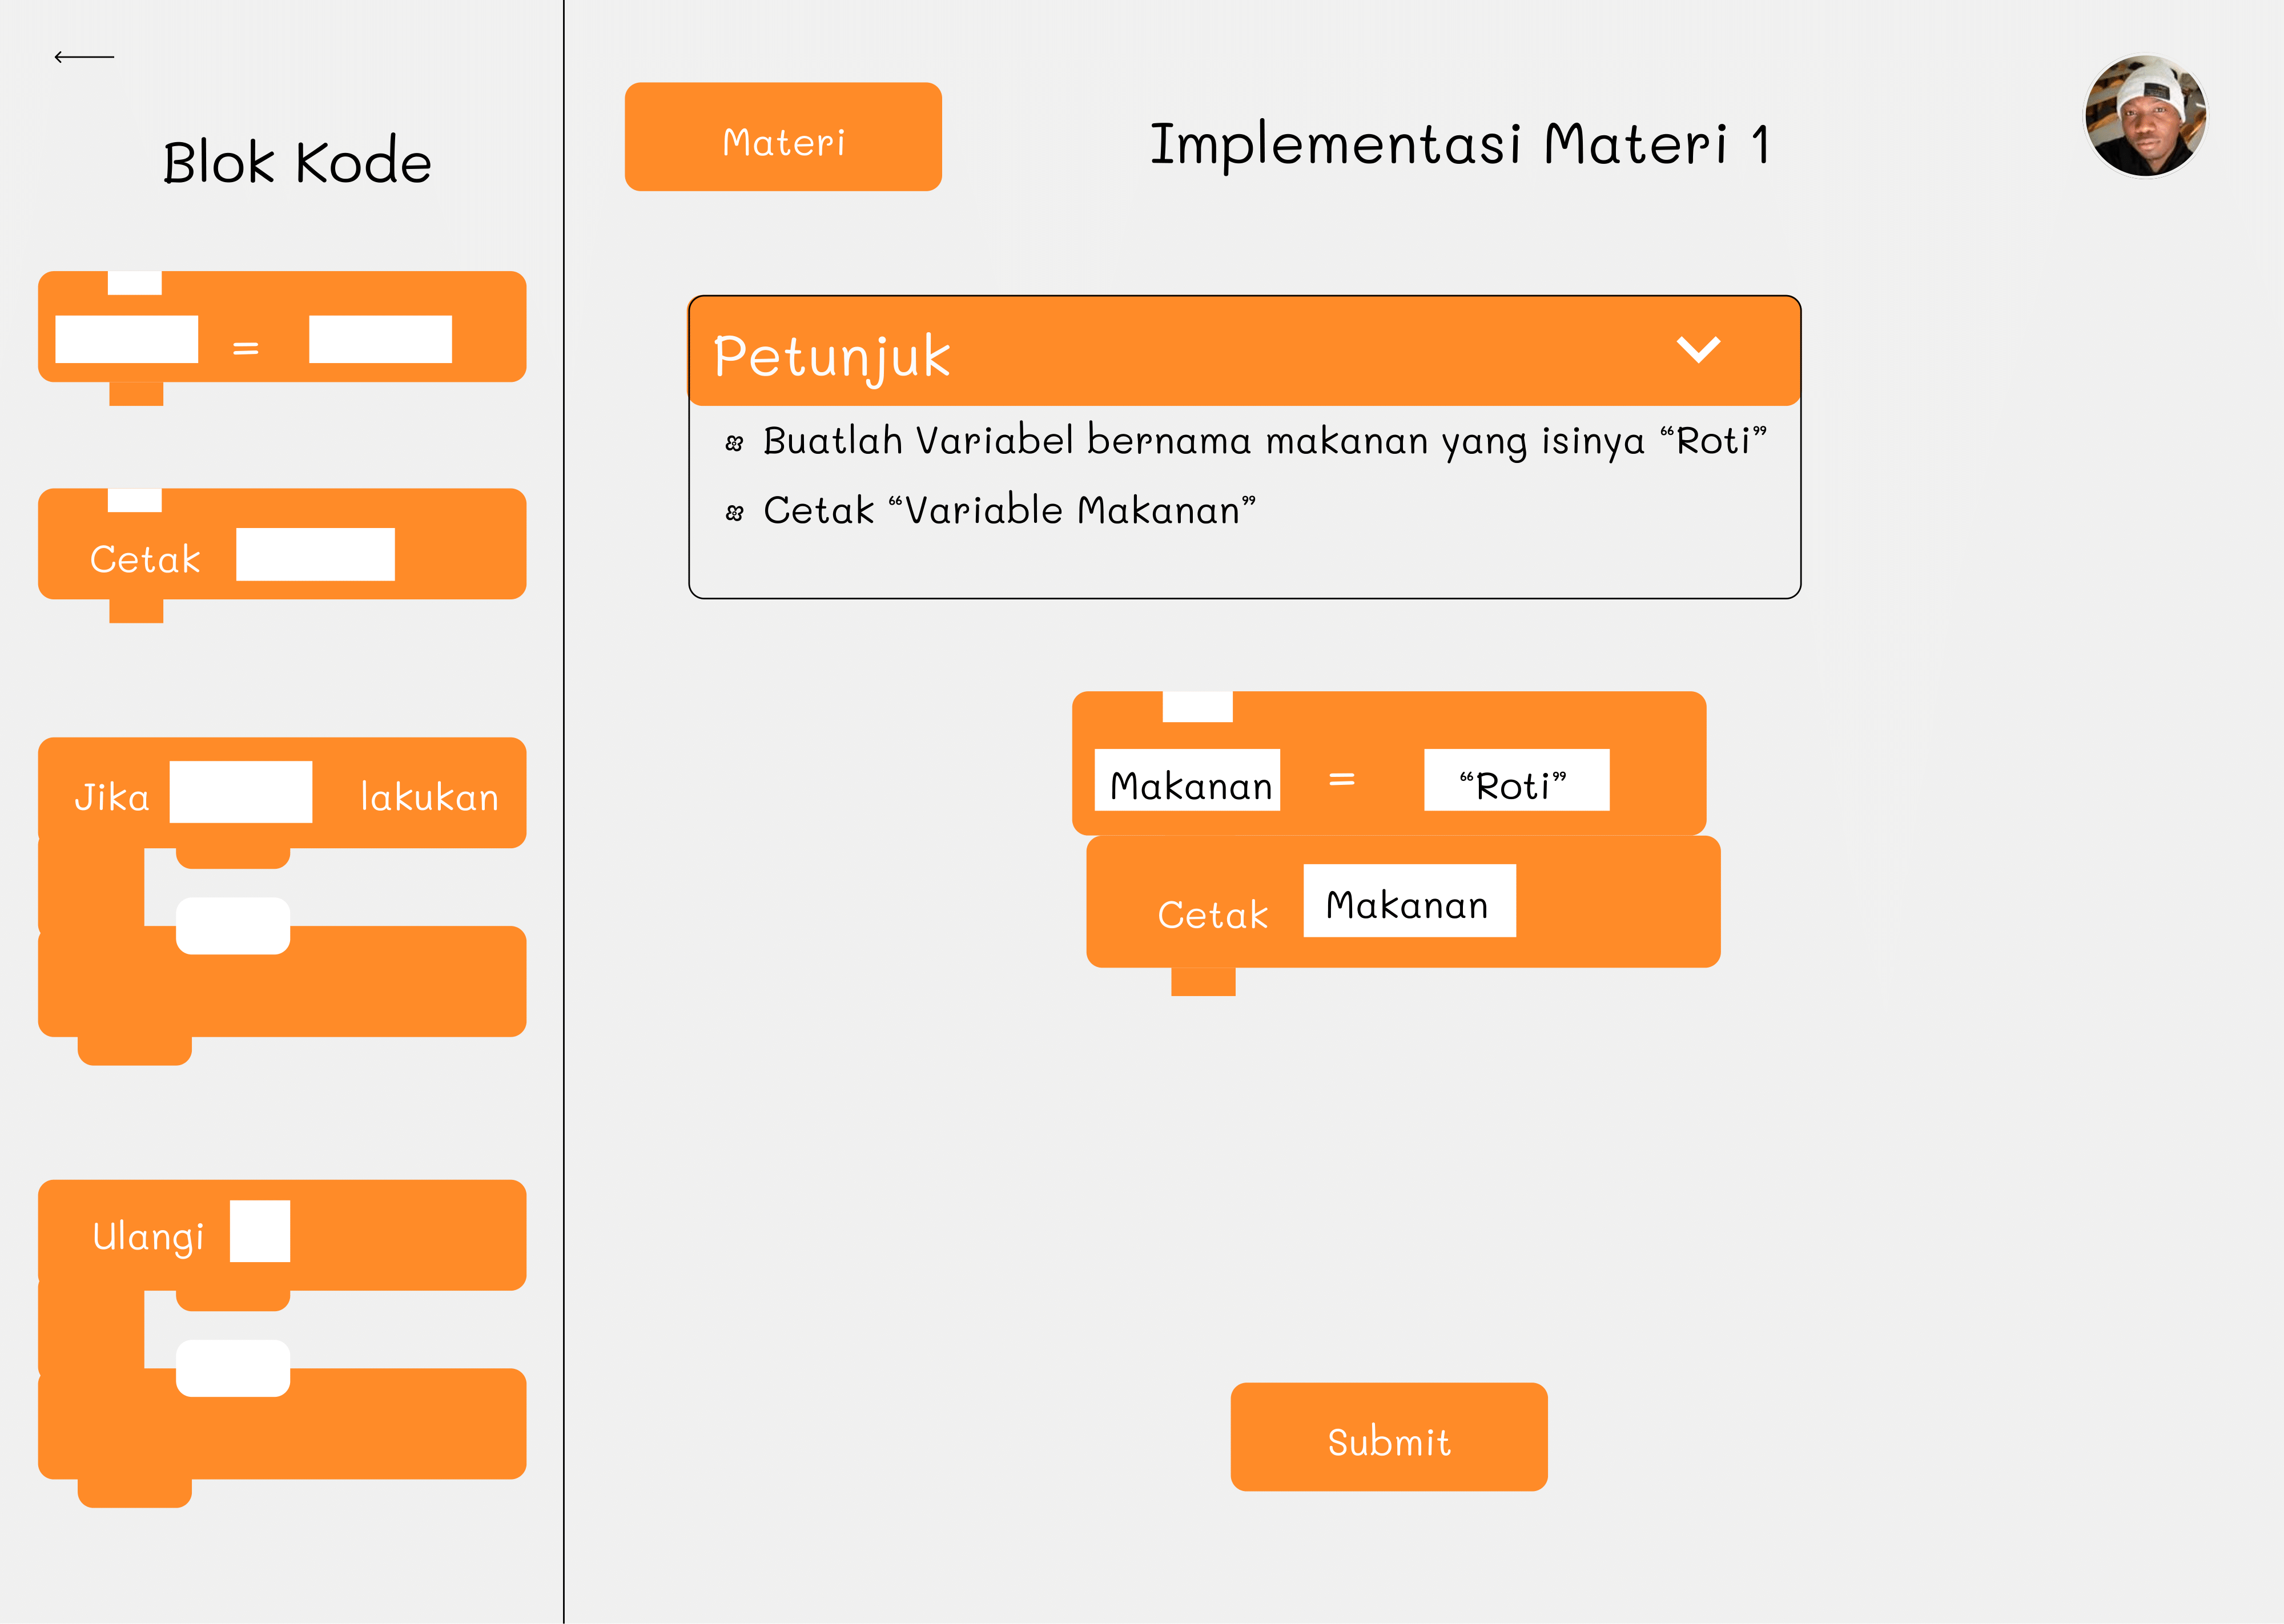 Blok Kode
=
Cetak
Jika lakukan
Ulangi
Materi
Implementasi Materi 1
Petunjuk
Buatlah Variabel bernama makanan yang isinya “Roti”
Cetak “Variable Makanan”
Makanan = “Roti”
Cetak Makanan
Submit